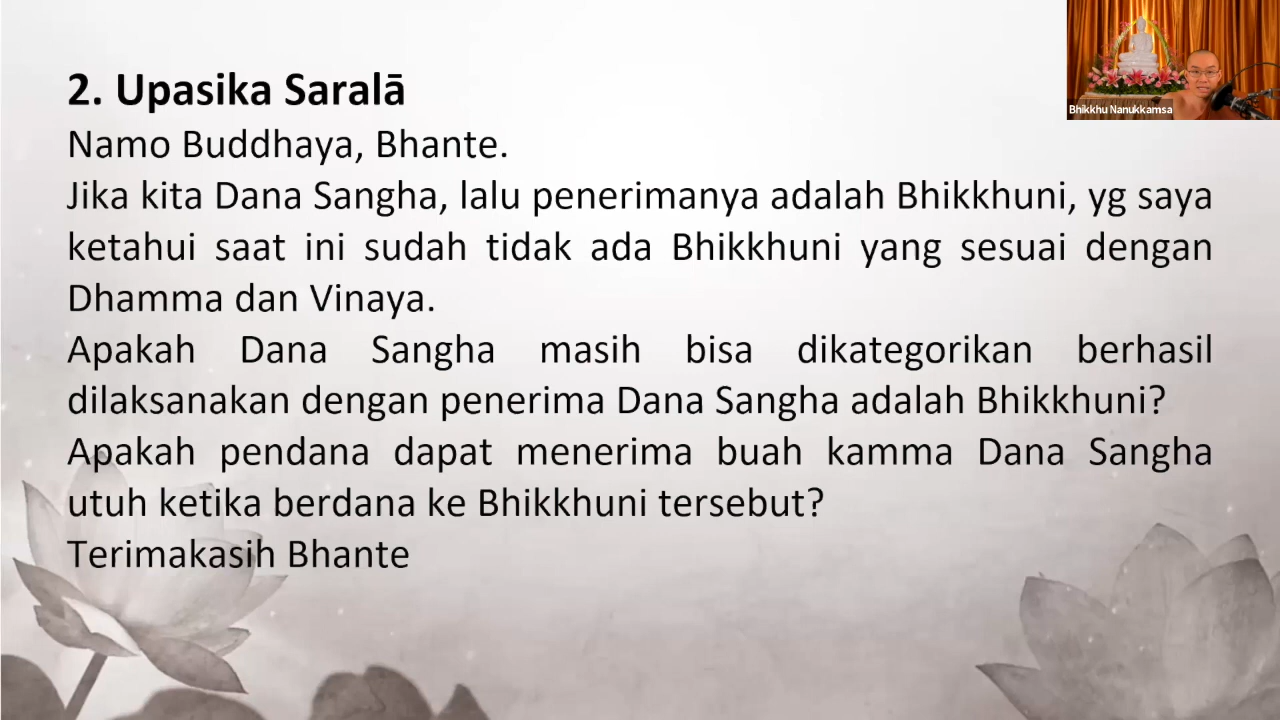 2. Upasika Saralā
Namo Buddhaya, Bhante.
Jika kita Dana Sangha, lalu penerimanya adalah Bhikkhuni, yg saya
ketahui saat ini sudah tidak ada Bhikkhuni yang sesuai dengan
Dhamma dan Vinaya.
Apakah Dana Sangha masih bisa dikategorikan berhasil
dilaksanakan dengan penerima Dana Sangha adalah Bhikkhuni?
Apakah pendana dapat menerima buah kamma Dana Sangha
utuh ketika berdana ke Bhikkhuni tersebut?
Terimakasih Bhante
Bhikkhu Nanukkamsa